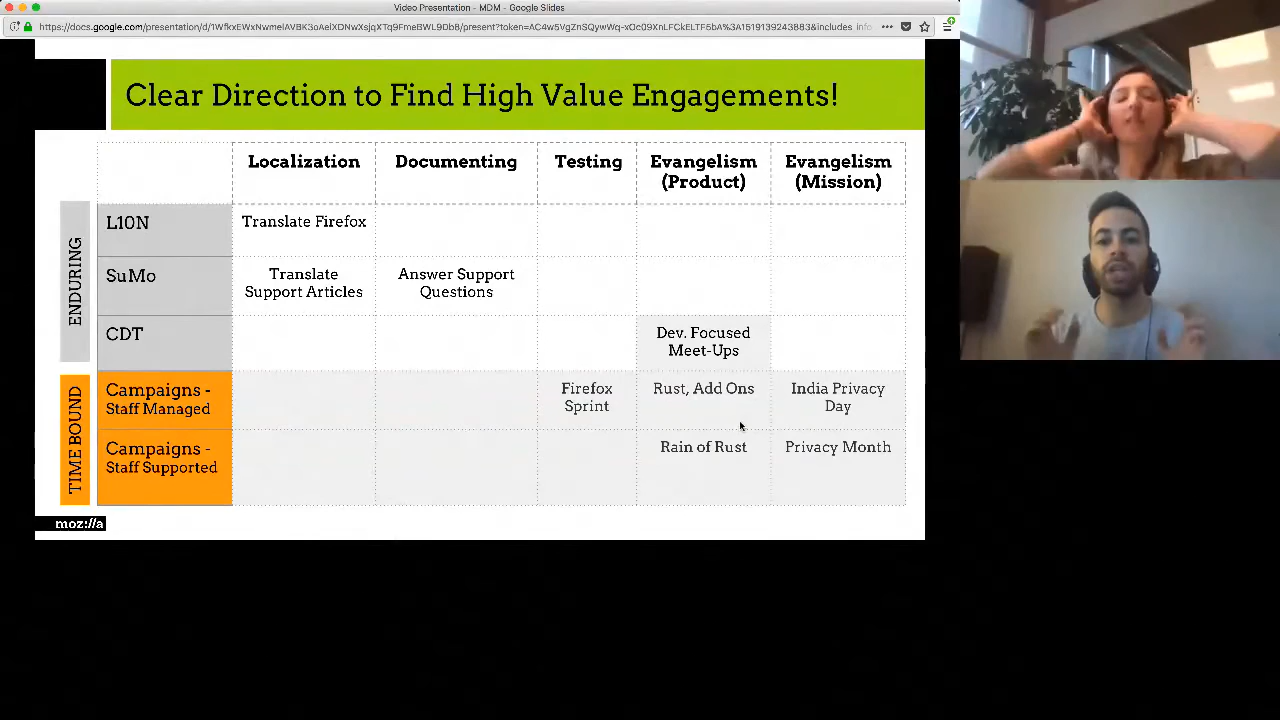 Video Presentation - MDM - Google Slides
Clear Direction to Find High Value Engagements!
Localization Documenting Testing Evangelism (Product) Evangelism (Mission)
ENDURING
L10N Translate Firefox
SuMo Translate Support Articles Answer Support Questions
CDT Dev. Focused Meet-Ups
TIME BOUND
Campaigns - Staff Managed Firefox Sprint Rust, Add Ons India Privacy Day
Campaigns - Staff Supported Rain of Rust Privacy Month
moz://a